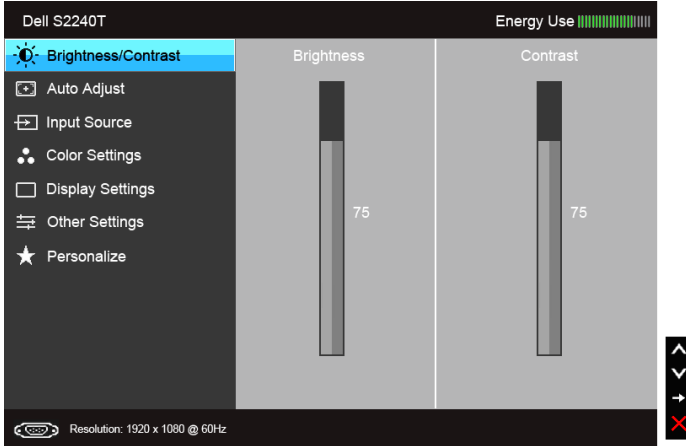 Dell S2240T
Energy Use
Brightness/Contrast
Auto Adjust
Input Source
Color Settings
Display Settings
Other Settings
Personalize
Brightness
Contrast
75
75
Resolution: 1920 x 1080 @ 60Hz